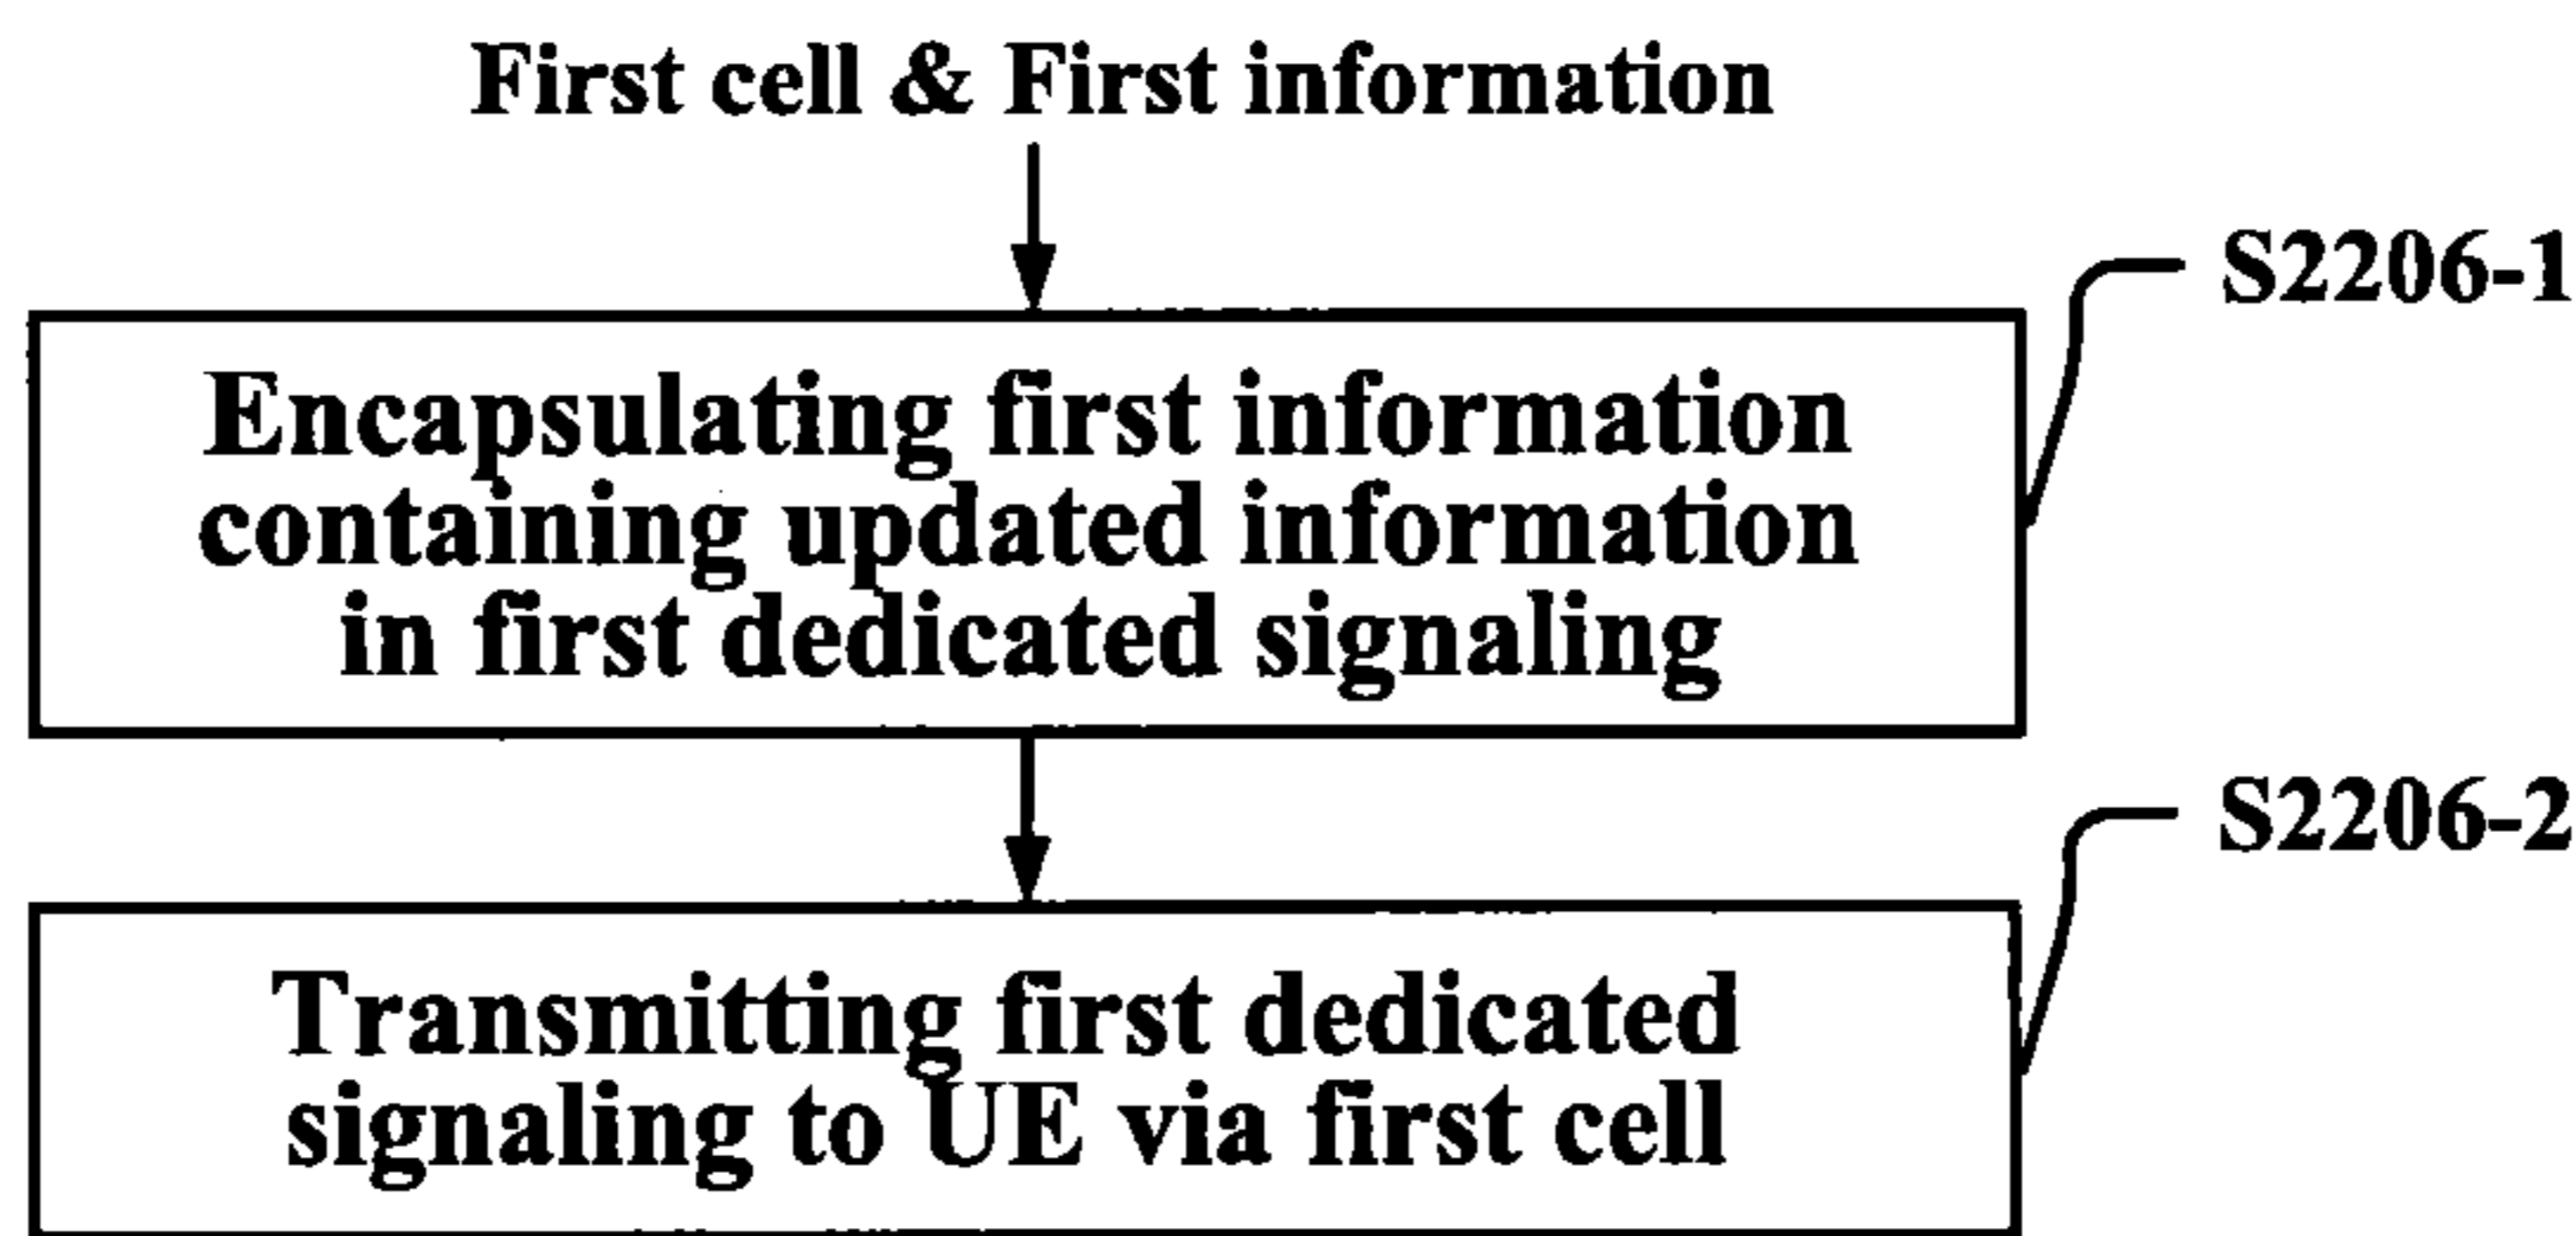 First cell & First information
S2206-1
Encapsulating first information
containing updated information
in first dedicated signaling
S2206-2
Transmitting first dedicated
signaling to UE via first cell